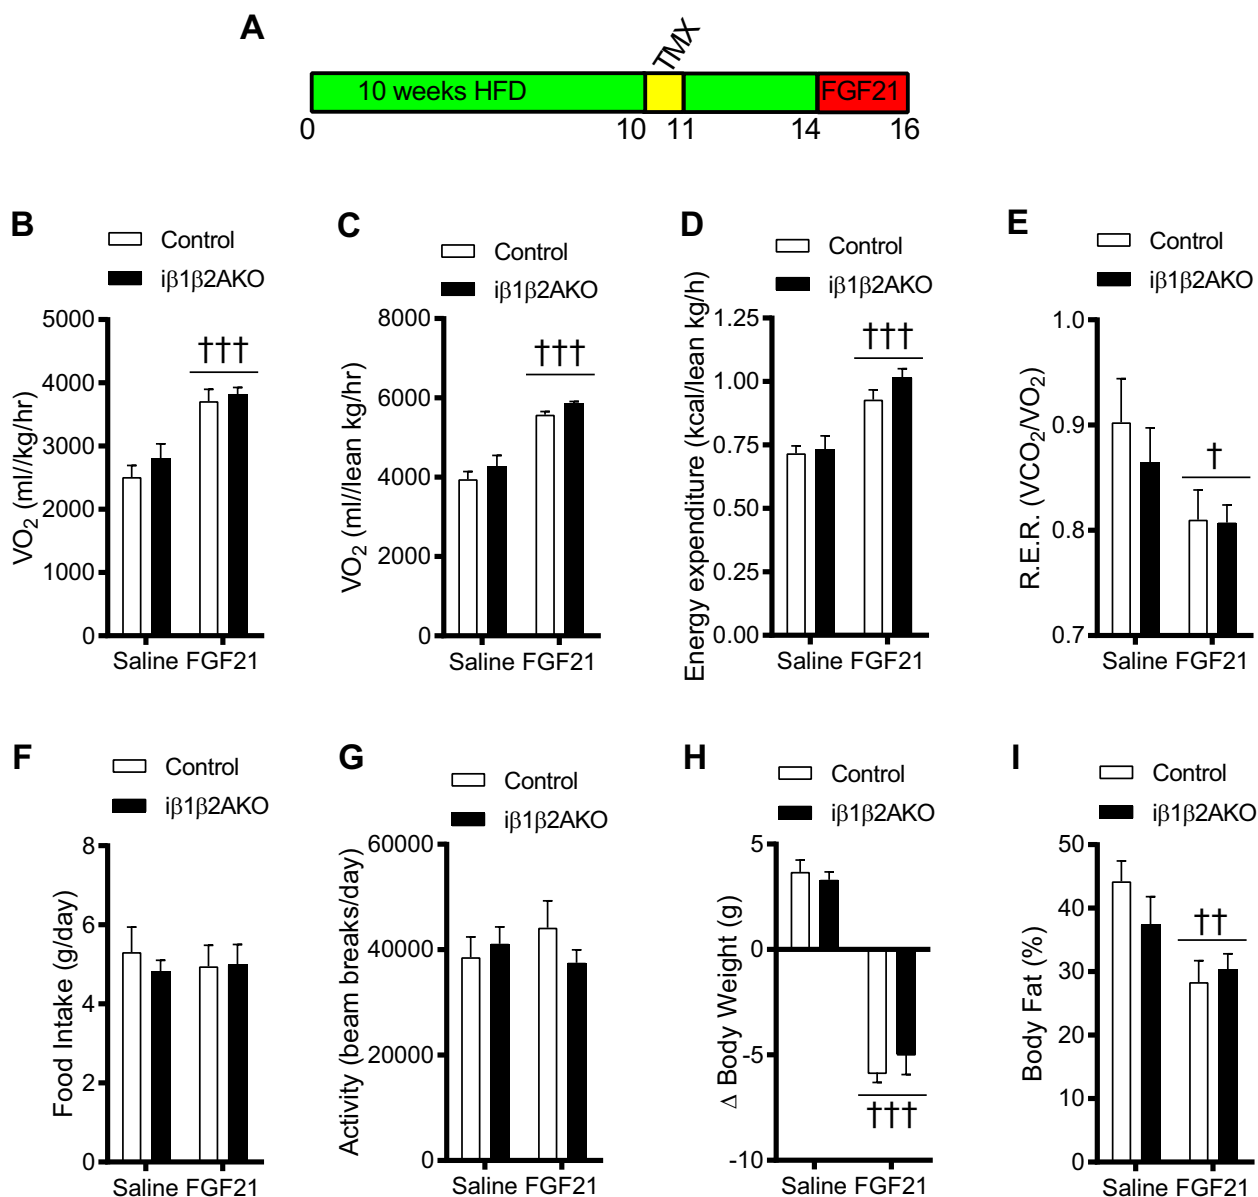 A
TMX
10 weeks HFD
FGF21
0
10
11
14
16
B
Control
iβ1β2AKO
VO2 (ml//kg/hr)
5000
4000
3000
2000
1000
0
†††
Saline FGF21
C
Control
iβ1β2AKO
VO2 (ml//lean kg/hr)
8000
6000
4000
2000
0
†††
Saline FGF21
D
Control
iβ1β2AKO
Energy expenditure (kcal/lean kg/h)
1.25
1.00
0.75
0.50
0.25
0.00
†††
Saline FGF21
E
Control
iβ1β2AKO
R.E.R. (VCO2/VO2)
1.0
0.9
0.8
0.7
†
Saline FGF21
F
Control
iβ1β2AKO
Food Intake (g/day)
8
6
4
2
0
Saline FGF21
G
Control
iβ1β2AKO
Activity (beam breaks/day)
60000
40000
20000
0
Saline FGF21
H
Control
iβ1β2AKO
Δ Body Weight (g)
5
0
-5
-10
†††
Saline FGF21
I
Control
iβ1β2AKO
Body Fat (%)
50
40
30
20
10
0
††
Saline FGF21